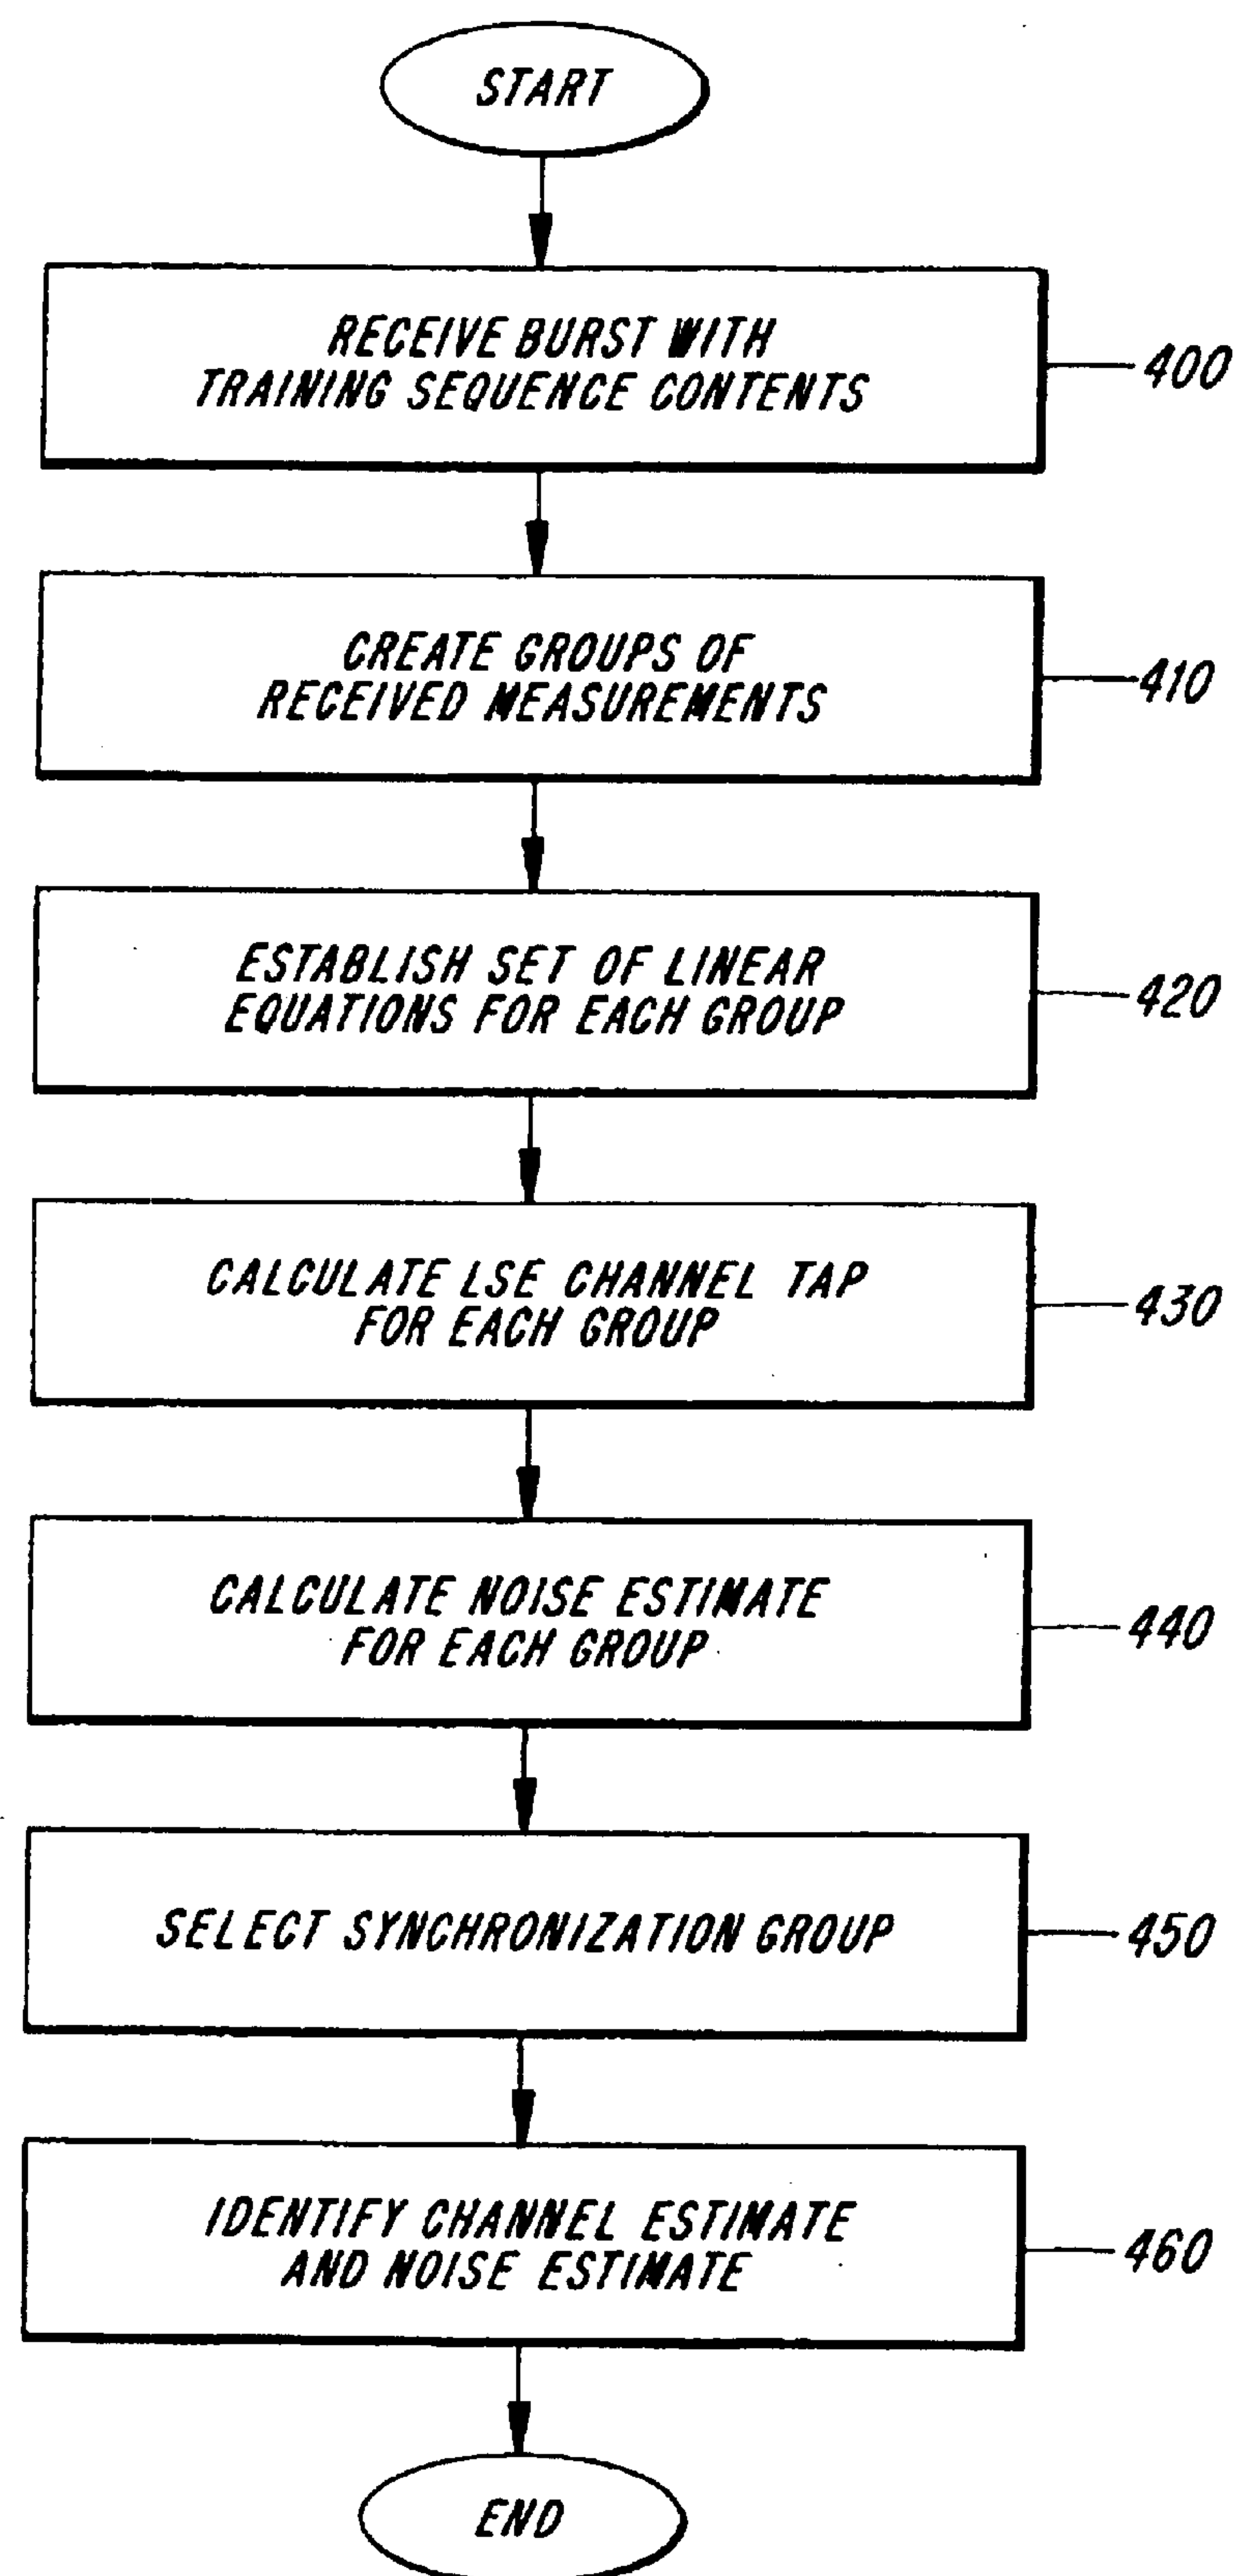 START
RECEIVE BURST WITH
TRAINING SEQUENCE CONTENTS
400
CREATE GROUPS OF
RECEIVED MEASUREMENTS
410
ESTABLISH SET OF LINEAR
EQUATIONS FOR EACH GROUP
420
CALCULATE LSE CHANNEL TAP
FOR EACH GROUP
430
CALCULATE NOISE ESTIMATE
FOR EACH GROUP
440
SELECT SYNCHRONIZATION GROUP
450
IDENTIFY CHANNEL ESTIMATE
AND NOISE ESTIMATE
460
END